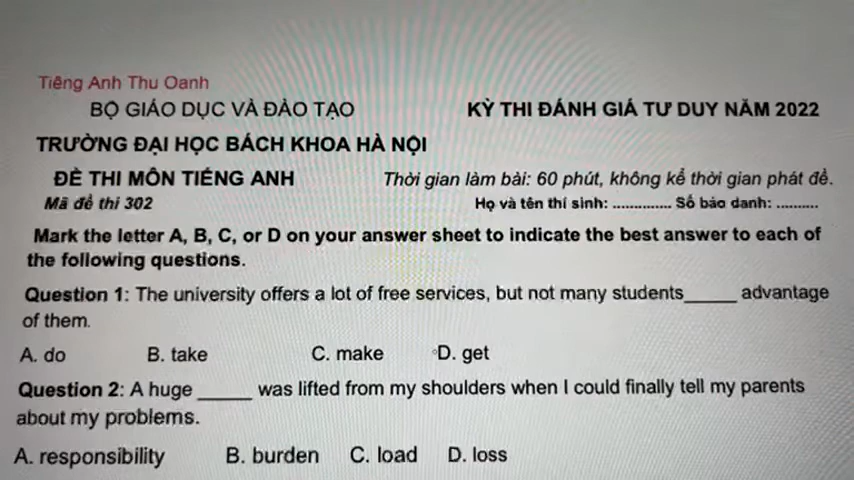 Tiếng Anh Thu Oanh
BỘ GIÁO DỤC VÀ ĐÀO TẠO KỲ THI ĐÁNH GIÁ TƯ DUY NĂM 2022
TRƯỜNG ĐẠI HỌC BÁCH KHOA HÀ NỘI
ĐỀ THI MÔN TIẾNG ANH Thời gian làm bài: 60 phút, không kể thời gian phát đề.
Mã đề thi 302 Họ và tên thí sinh: .............. Số báo danh: ..........
Mark the letter A, B, C, or D on your answer sheet to indicate the best answer to each of
the following questions.
Question 1: The university offers a lot of free services, but not many students_____ advantage
of them.
A. do B. take C. make D. get
Question 2: A huge _____ was lifted from my shoulders when I could finally tell my parents
about my problems.
A. responsibility B. burden C. load D. loss